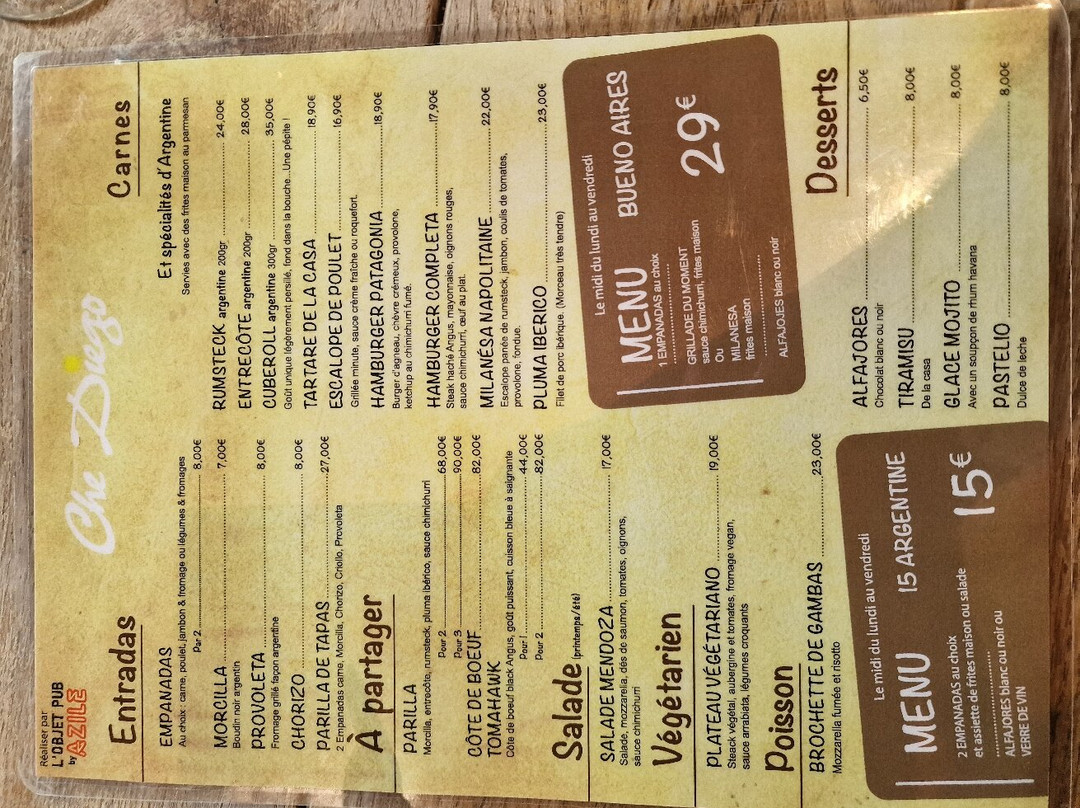 Réaliser par
L'OBJET PUB
by AZILE
Che Diego
Entradas
EMPANADAS
Au choix : carne, poulet, jambon & fromage ou légumes & fromages
Par 2 ........ 8,00€
MORCILLA ........ 7,00€
Boudin noir argentin
PROVOLETA ........ 8,00€
Fromage grillé façon argentine
CHORIZO ........ 8,00€
PARILLA DE TAPAS ........ 27,00€
2 Empanadas carne, Morcilla, Chorizo, Criollo, Provoleta
À partager
PARILLA
Morcilla, entrecôte, rumsteck, pluma ibérico, sauce chimichurri
Pour 2 ........ 68,00€
Pour 3 ........ 90,00€
COTE DE BOEUF ........ 82,00€
TOMAHAWK
Côte de boeuf black Angus, goût puissant, cuisson bleue à saignante
Pour 1 ........ 44,00€
Pour 2 ........ 82,00€
Salade (printemps/été)
SALADE MENDOZA ........ 17,00€
Salade, mozzarella, dés de saumon, tomates, oignons,
sauce chimichurri
Végétarien
PLATEAU VÉGÉTARIANO ........ 19,00€
Steack végétal, aubergine et tomates, fromage vegan,
sauce arrabiata, légumes croquants
Poisson
BROCHETTE DE GAMBAS ........ 23,00€
Mozzarella fumée et risotto
Le midi du lundi au vendredi
MENU 15 ARGENTINE
2 EMPANADAS au choix
et assiette de frites maison ou salade
15€
ALFAJORES blanc ou noir ou
VERRE DE VIN
Carnes
Et spécialités d'Argentine
Servies avec des frites maison au parmesan
RUMSTECK argentine 200gr ........ 24,00€
ENTRECÔTE argentine 200gr ........ 28,00€
CUBEROLL argentine 300gr ........ 35,00€
Goût unique légèrement persillé, fond dans la bouche...Une pépite !
TARTARE DE LA CASA ........ 18,90€
ESCALOPE DE POULET ........ 16,90€
Grillée minute, sauce crème fraîche ou roquefort.
HAMBURGER PATAGONIA ........ 18,90€
Burger d'agneau, chèvre crémeux, provolone,
ketchup au chimichurri fumé.
HAMBURGER COMPLETA ........ 17,90€
Steak haché Angus, mayonnaise, oignons rouges,
sauce chimichurri, œuf au plat.
MILANÉSA NAPOLITAINE ........ 22,00€
Escalope panée de rumsteck, jambon, coulis de tomates,
provolone, fondue.
PLUMA IBERICO ........ 23,00€
Filet de porc ibérique. (Morceau très tendre)
Le midi du lundi au vendredi
MENU BUENO AIRES
1 EMPANADAS au choix
29€
GRILLADE DU MOMENT
sauce chimichurri, frites maison
Ou
MILANESA
frites maison
ALFAJOJES blanc ou noir
Desserts
ALFAJORES ........ 6,50€
Chocolat blanc ou noir
TIRAMISU ........ 8,00€
De la casa
GLACE MOJITO ........ 8,00€
Avec un soupçcon de rhum havana
PASTELIO ........ 8,00€
Dulce de leche